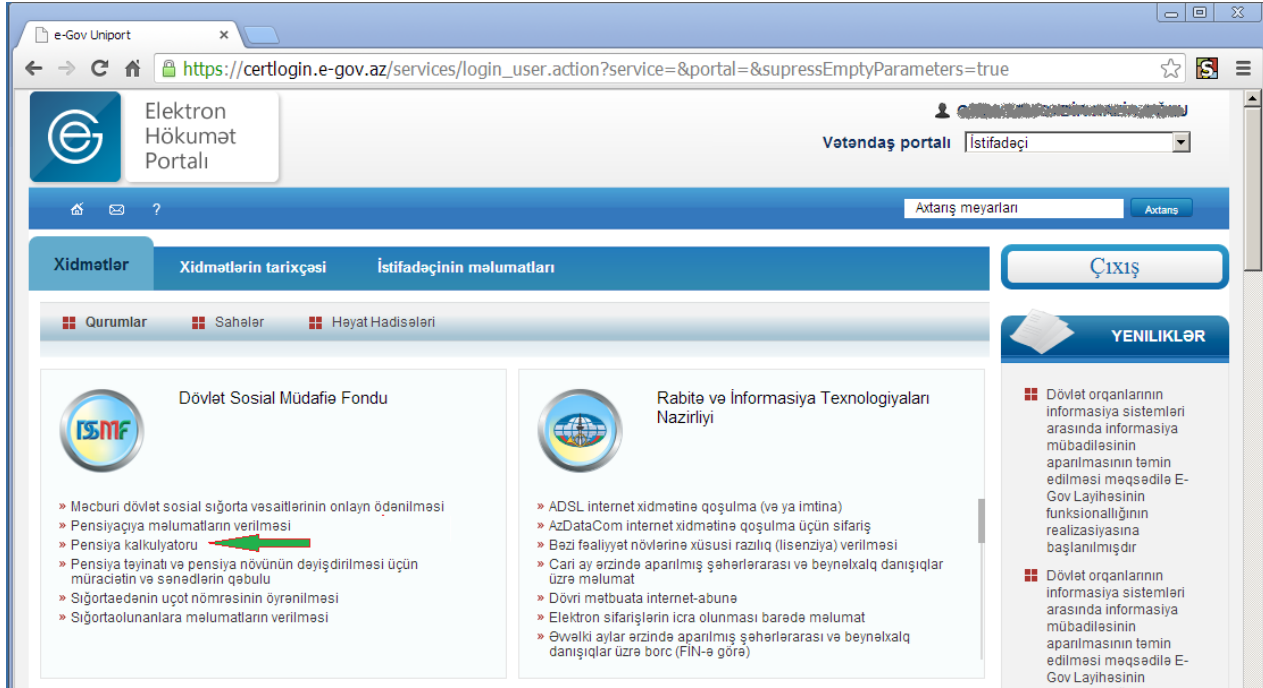 e-Gov Uniport
https://certlogin.e-gov.az/services/login_user.action?service=&portal=&supressEmptyParameters=true
Elektron
Hökumət
Portalı
Vətəndaş portalı İstifadəçi
? Axtarış meyarları Axtarış
Xidmətlər Xidmətlərin tarixçəsi İstifadəçinin məlumatları Çıxış
Qurumlar Sahələr Həyat Hadisələri
YENILIKLƏR
Dövlət Sosial Müdafiə Fondu
DSMF
Məcburi dövlət sosial sığorta vəsaitlərinin onlayn ödənilməsi
Pensiyaçıya məlumatların verilməsi
Pensiya kalkulyatoru
Pensiya təyinatı və pensiya növünün dəyişdirilməsi üçün
müraciətin və sənədlərin qəbulu
Sığortaedənin uçot nömrəsinin öyrənilməsi
Sığortaolunanlara məlumatların verilməsi
Rabitə və İnformasiya Texnologiyaları
Nazirliyi
ADSL internet xidmətinə qoşulma (və ya imtina)
AzDataCom internet xidmətinə qoşulma üçün sifariş
Bəzi fəaliyyət növlərinə xüsusi razılıq (lisenziya) verilməsi
Cari ay ərzində aparılmış şəhərlərarası və beynəlxalq danışıqlar
üzrə məlumat
Dövri mətbuata internet-abunə
Elektron sifarişlərin icra olunması barədə məlumat
Əvvəlki aylar ərzində aparılmış şəhərlərarası və beynəlxalq
danışıqlar üzrə borc (FİN-ə görə)
Dövlət orqanlarının
informasiya sistemləri
arasında informasiya
mübadiləsinin
aparılmasının təmin
edilməsi məqsədilə E-
Gov Layihəsinin
funksionallığının
realizasiyasına
başlanılmışdır
Dövlət orqanlarının
informasiya sistemləri
arasında informasiya
mübadiləsinin
aparılmasının təmin
edilməsi məqsədilə E-
Gov Layihəsinin